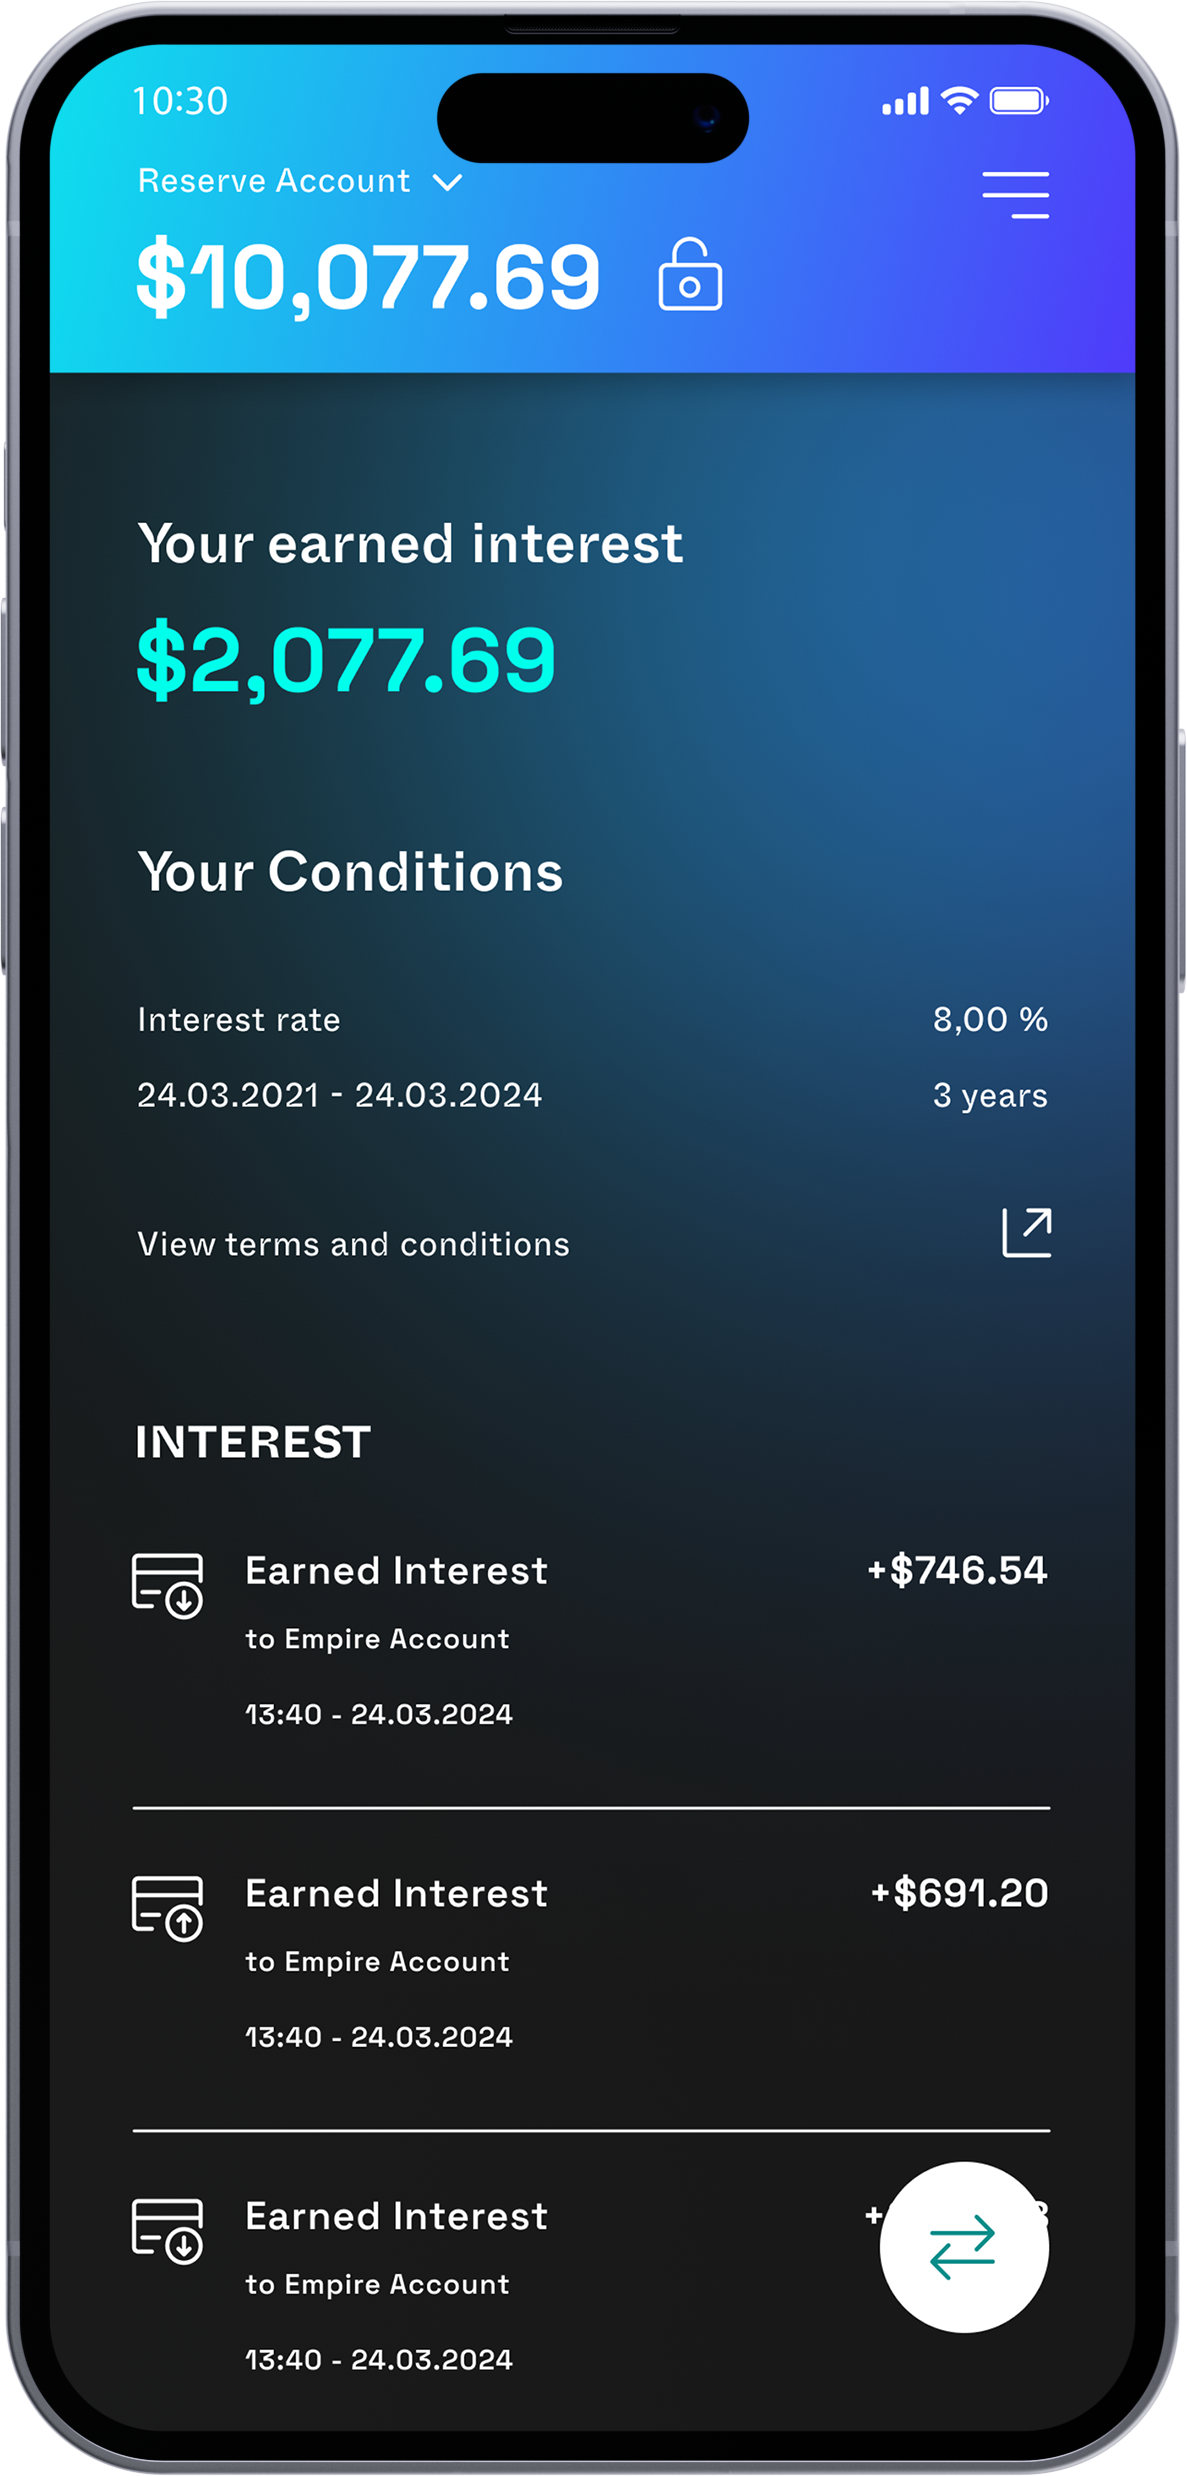 10:30
Reserve Account
$10,077.69
Your earned interest
$2,077.69
Your Conditions
Interest rate 8,00 %
24.03.2021 - 24.03.2024 3 years
View terms and conditions
INTEREST
Earned Interest +$746.54
to Empire Account
13:40 - 24.03.2024
Earned Interest +$691.20
to Empire Account
13:40 - 24.03.2024
Earned Interest
to Empire Account
13:40 - 24.03.2024